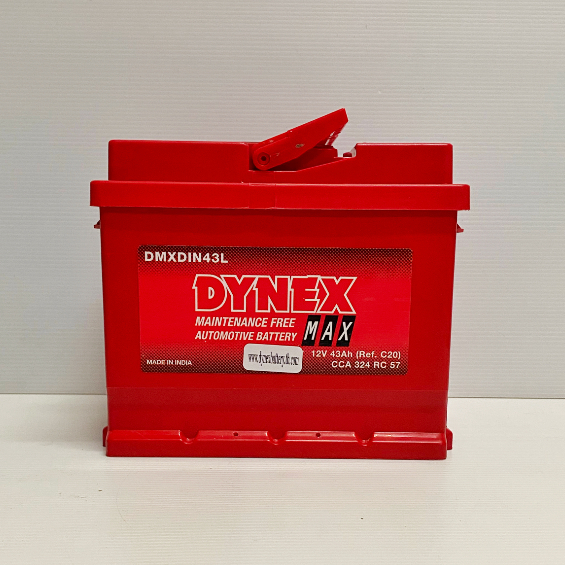 DMXDIN43L
DYNEX
MAINTENANCE FREE
AUTOMOTIVE BATTERY
MAX
12V 43Ah (Ref. C20)
CCA 324 RC 57
MADE IN INDIA